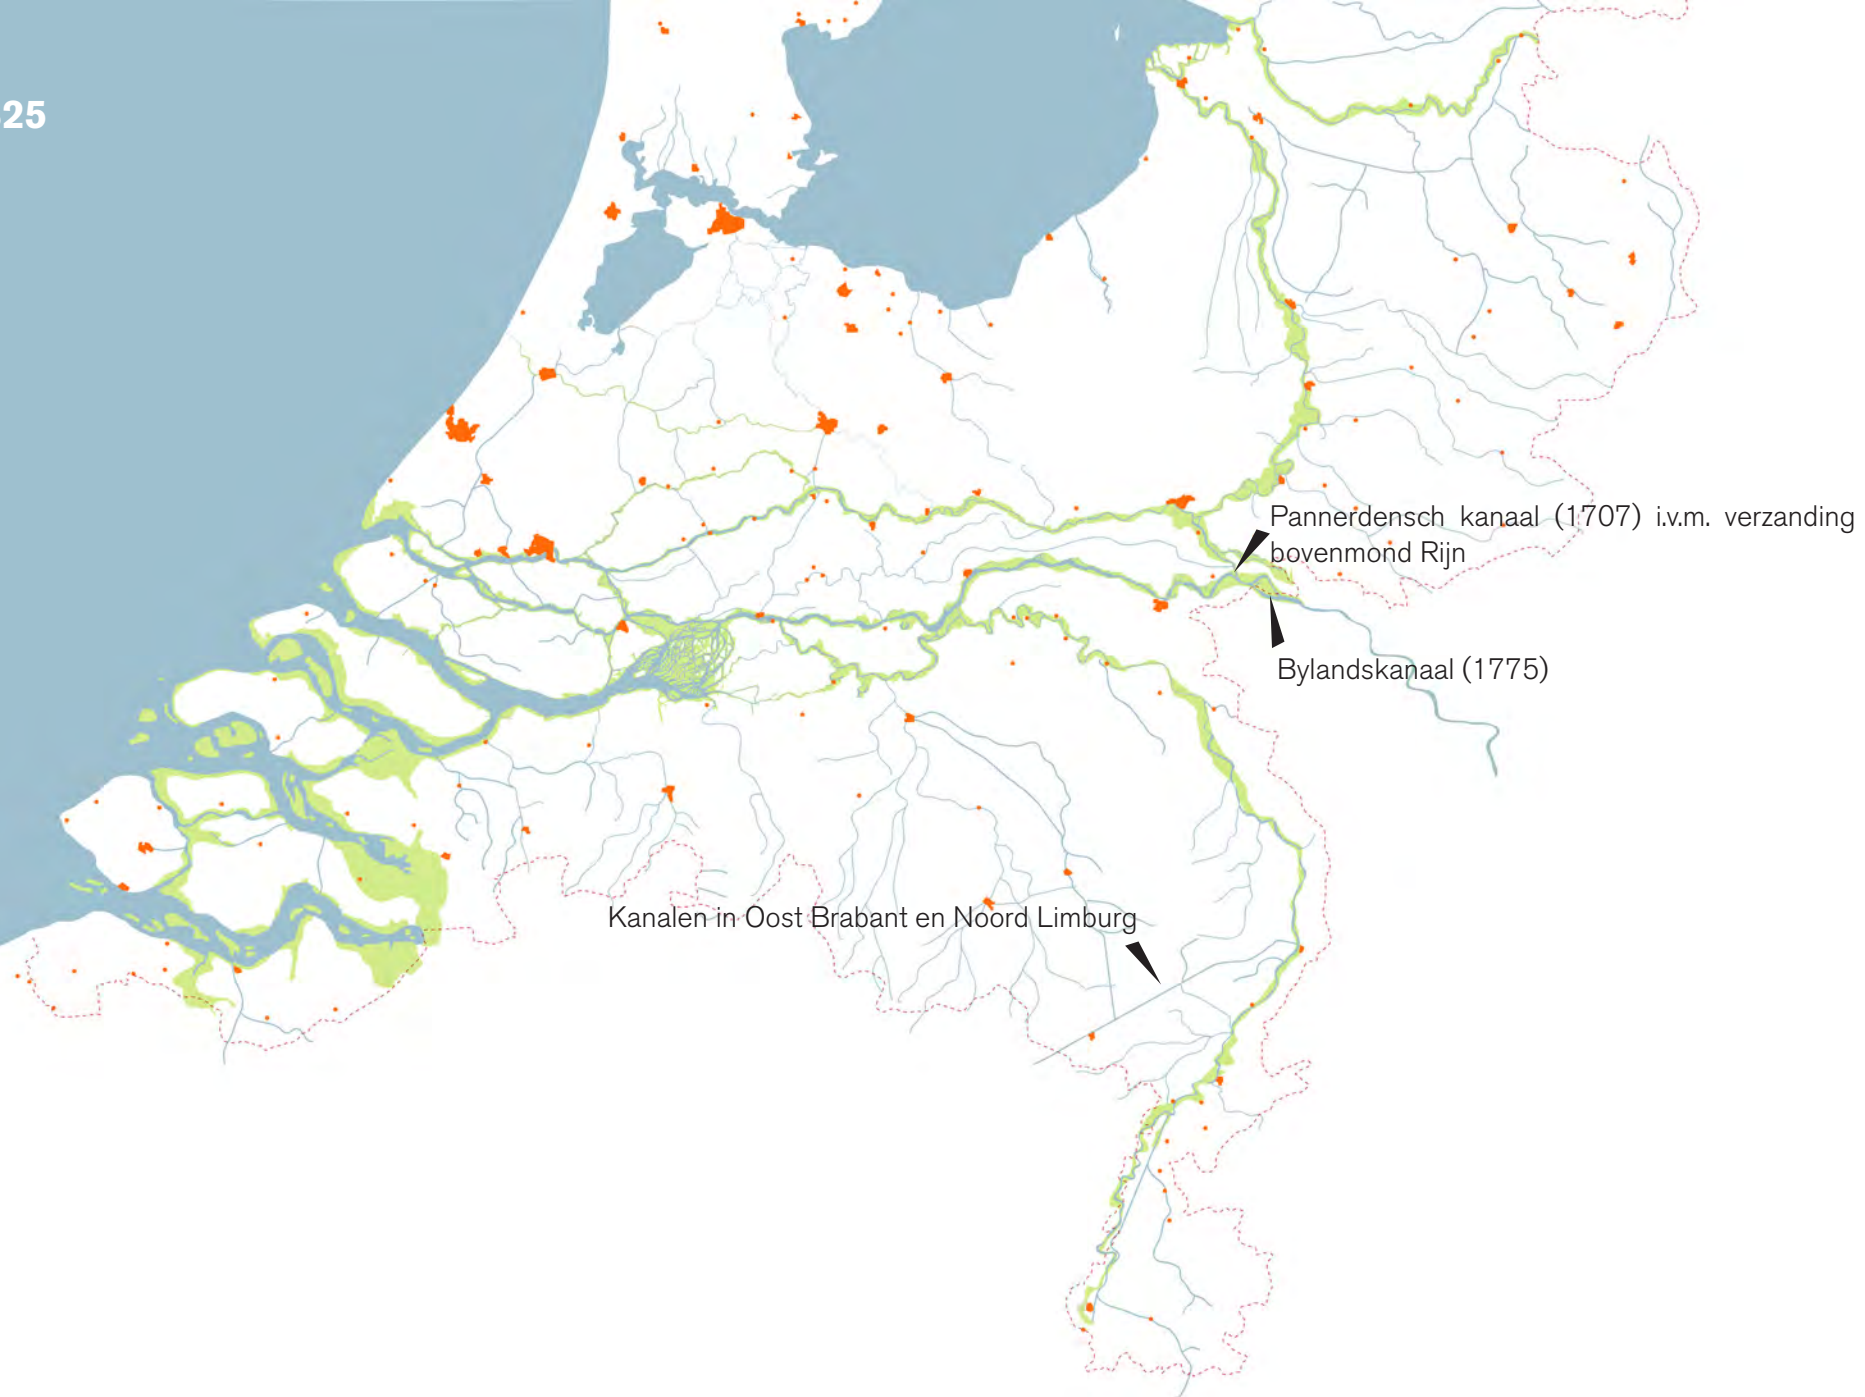 25
Pannerdensch kanaal (1707) i.v.m. verzanding
bovenmond Rijn
Bylandskanaal (1775)
Kanalen in Oost Brabant en Noord Limburg